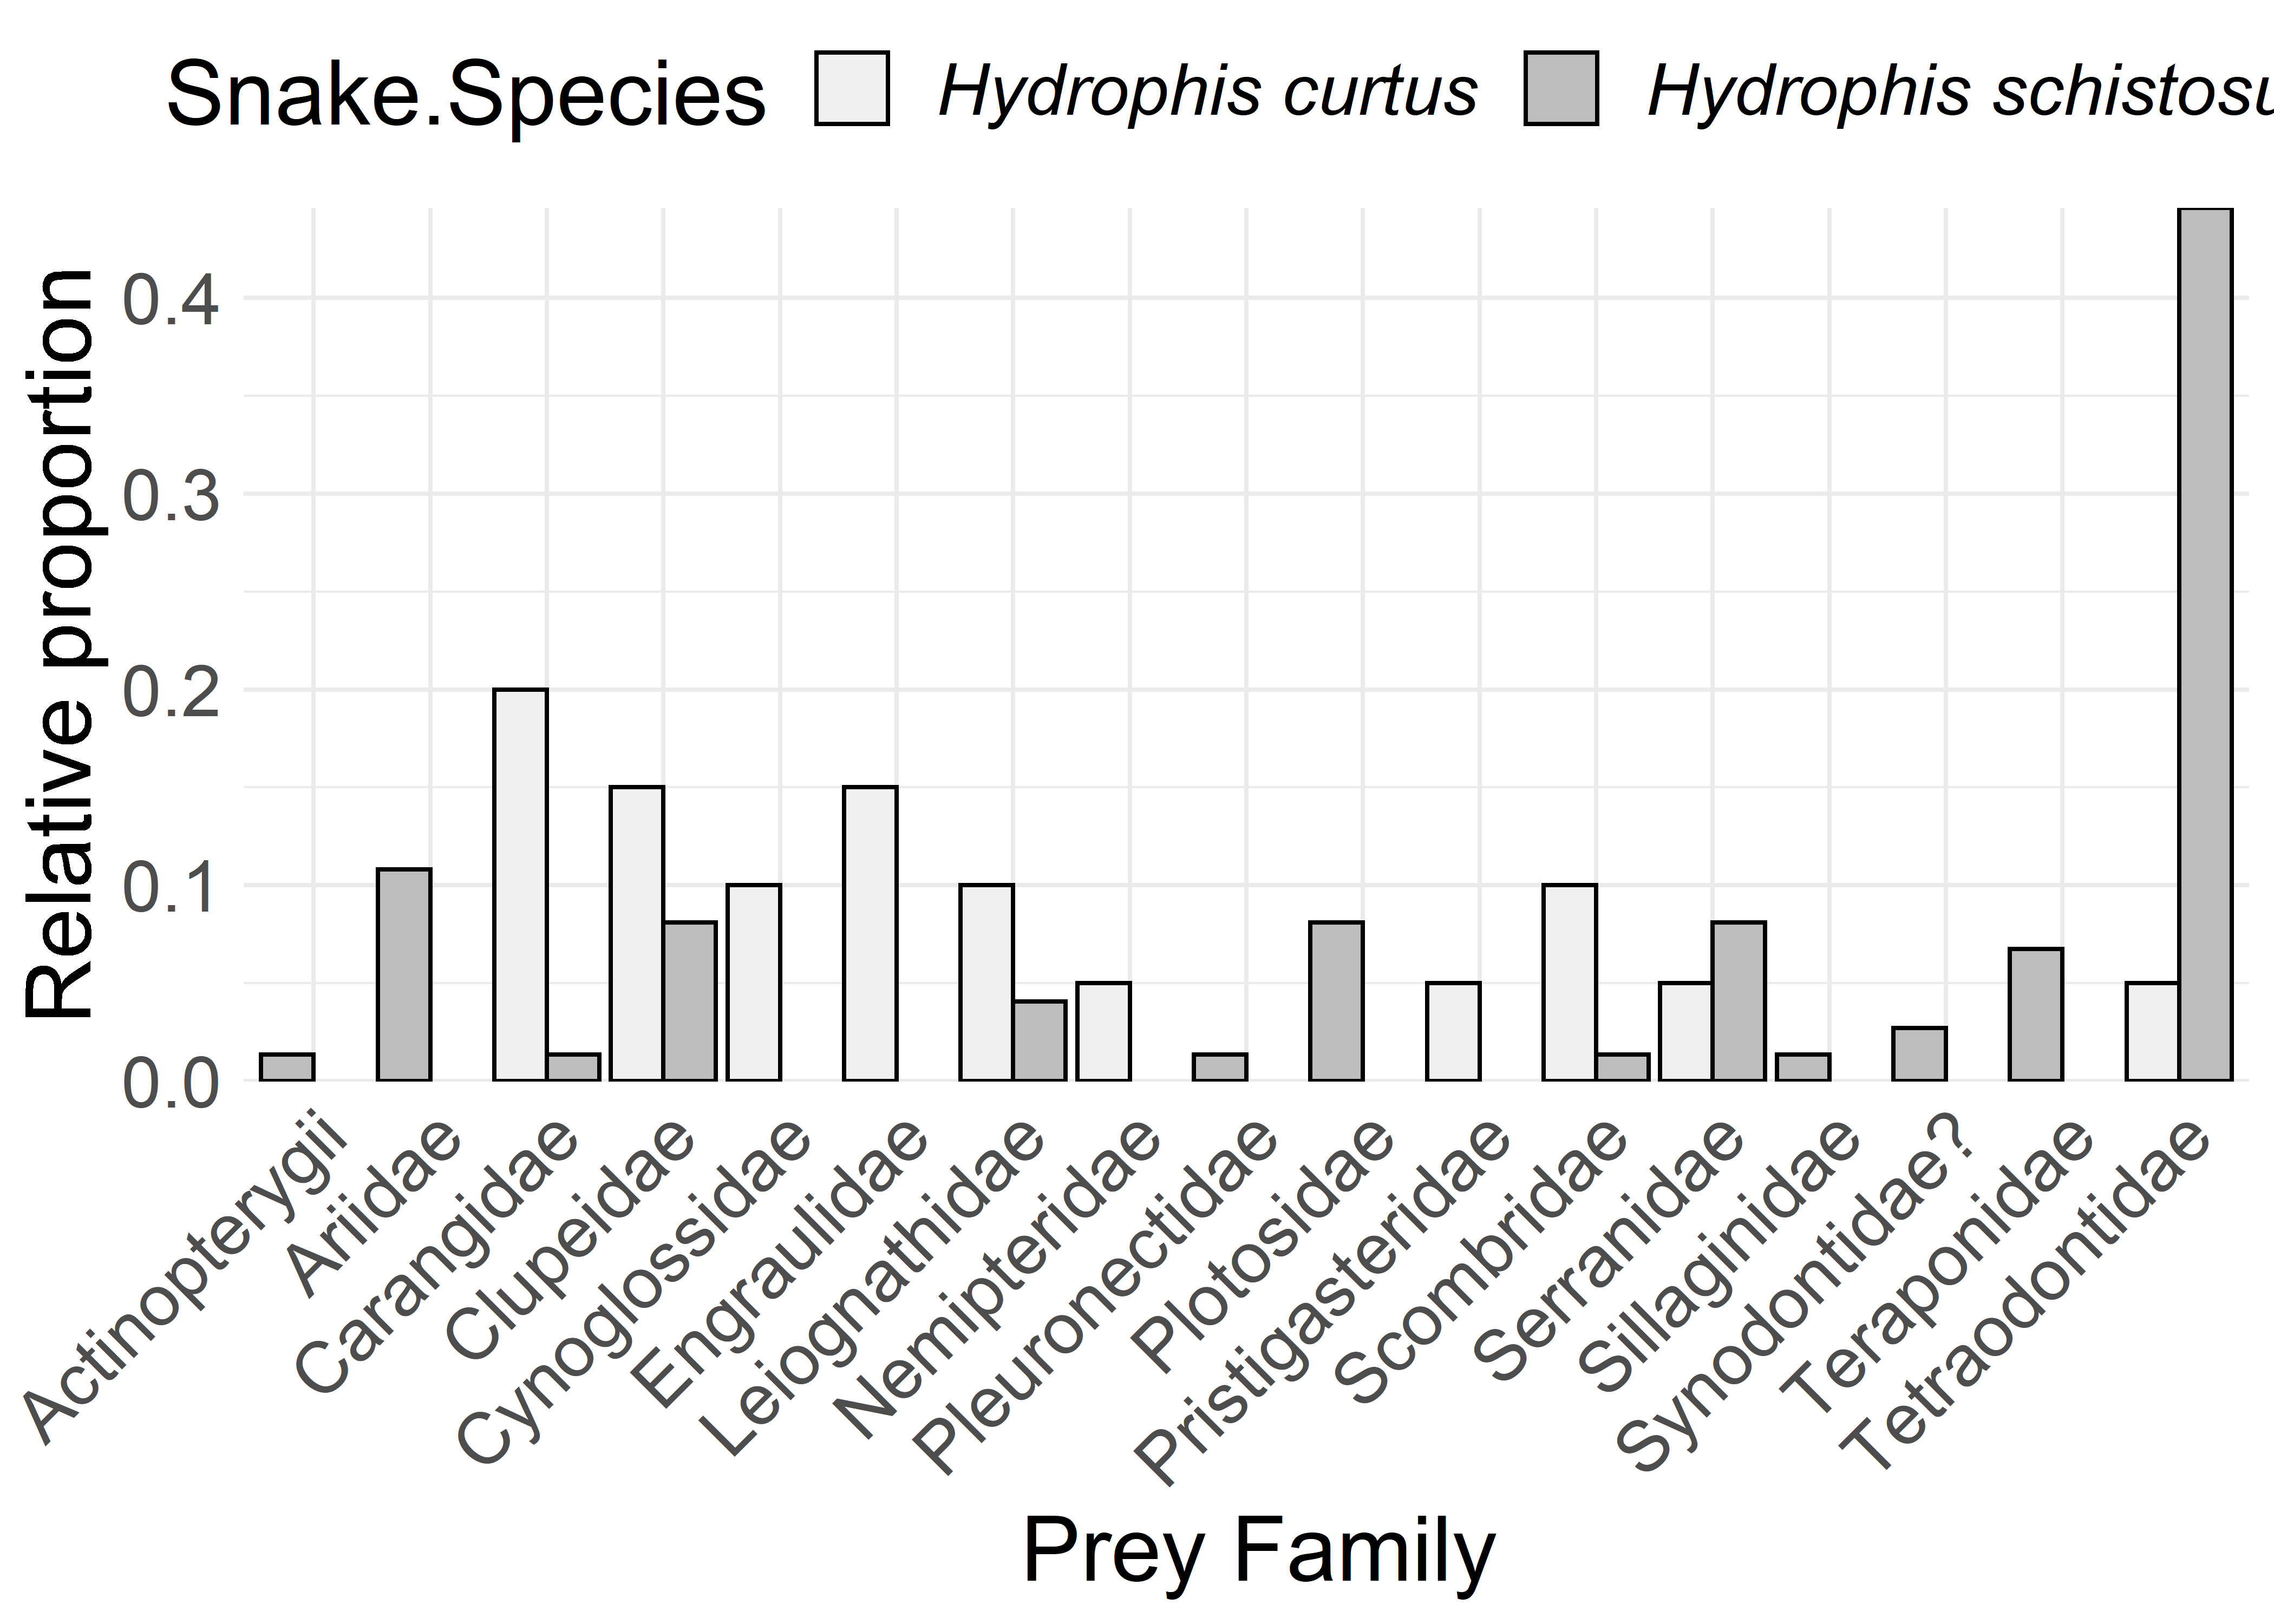 Snake.Species Hydrophis curtus Hydrophis schistosu
Relative proportion
0.4
0.3
0.2
0.1
0.0
Actinopterygii
Ariidae
Carangidae
Clupeidae
Cynoglossidae
Engraulidae
Leiognathidae
Nemipteridae
Pleuronectidae
Plotosidae
Pristigasteridae
Scombridae
Serranidae
Sillaginidae
Synodontidae?
Teraponidae
Tetraodontidae
Prey Family